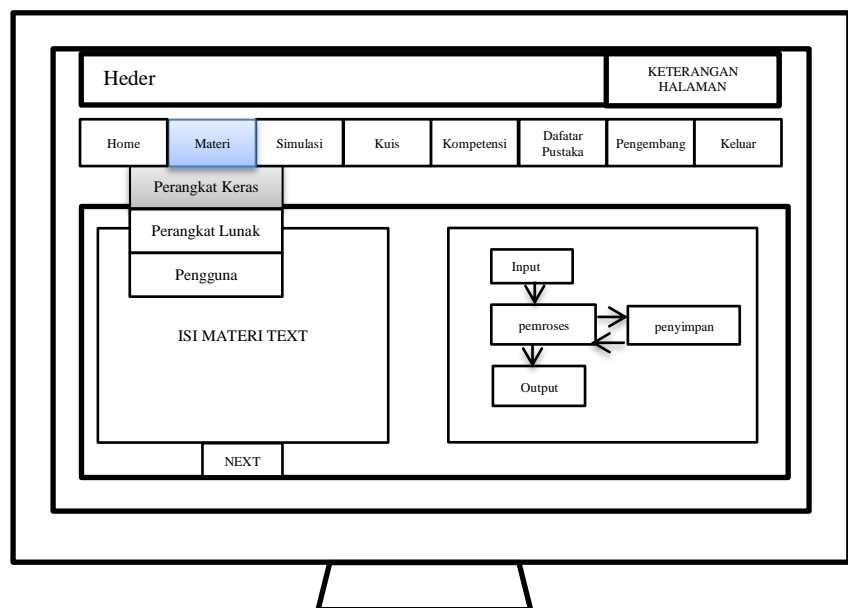 Heder
KETERANGAN
HALAMAN
Home
Materi
Simulasi
Kuis
Kompetensi
Dafatar
Pustaka
Pengembang
Keluar
Perangkat Keras
Perangkat Lunak
Pengguna
ISI MATERI TEXT
NEXT
Input
pemroses
penyimpan
Output